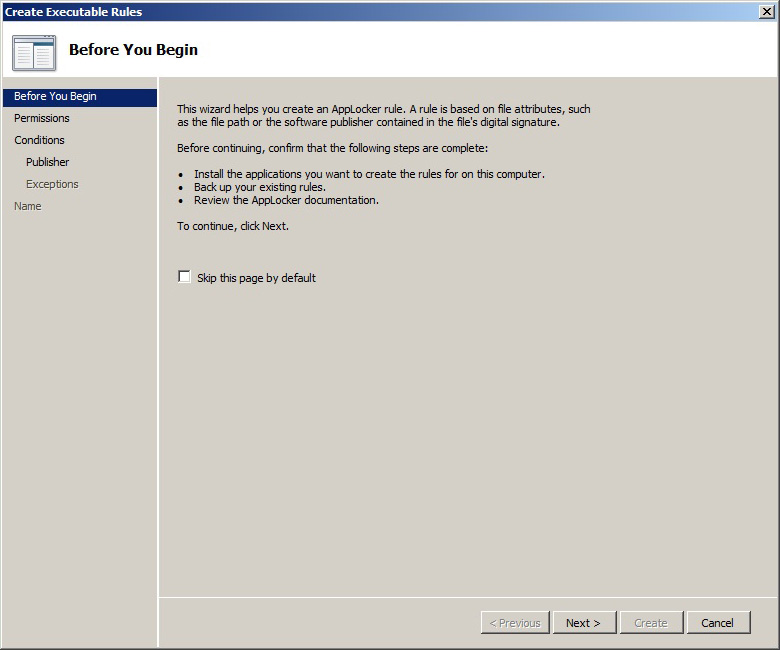 Create Executable Rules
Before You Begin
Before You Begin
Permissions
Conditions
Publisher
Exceptions
Name
This wizard helps you create an AppLocker rule. A rule is based on file attributes, such
as the file path or the software publisher contained in the file's digital signature.
Before continuing, confirm that the following steps are complete:
• Install the applications you want to create the rules for on this computer.
• Back up your existing rules.
• Review the AppLocker documentation.
To continue, click Next.
Skip this page by default
< Previous
Next >
Create
Cancel